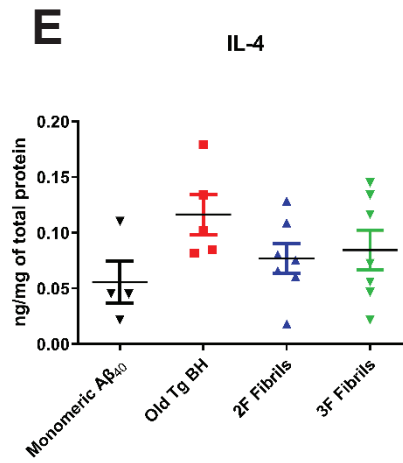 E
IL-4
ng/mg of total protein
0.20
0.15
0.10
0.05
0.00
Monomeric Aβ₄₀
Old Tg BH
2F Fibrils
3F Fibrils